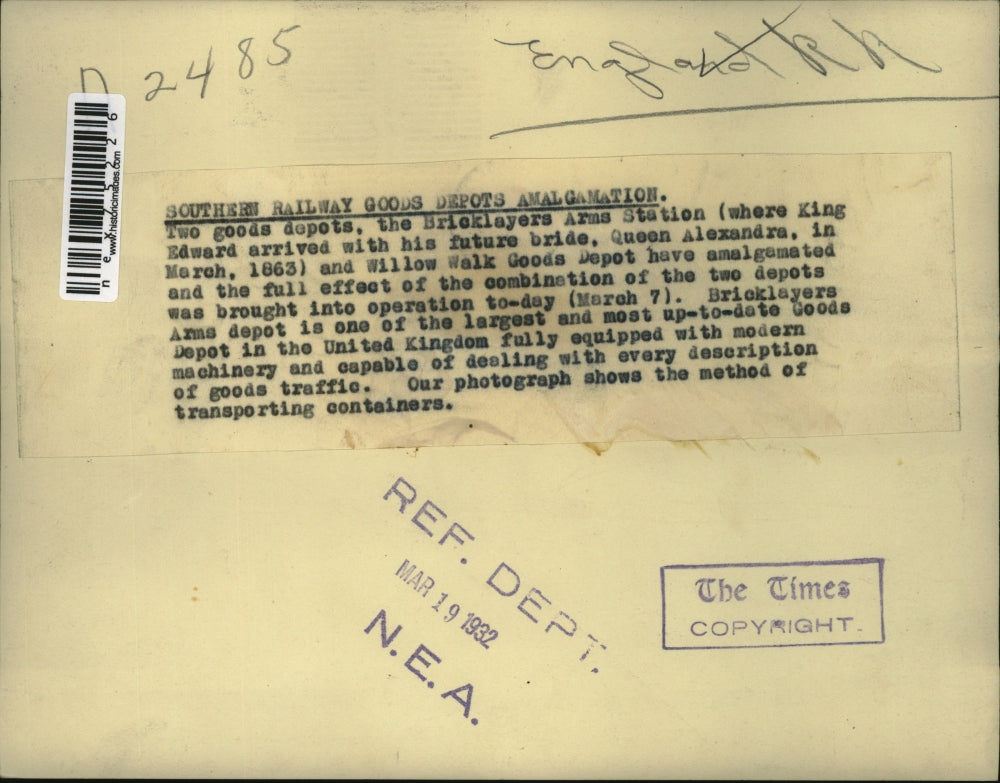 D 2485
England RR
nex75226
www.historicimages.com
SOUTHERN RAILWAY GOODS DEPOTS AMALGAMATION.
Two goods depots, the Bricklayers Arms Station (where King
Edward arrived with his future bride, Queen Alexandra, in
March, 1863) and Willow Walk Goods Depot have amalgamated
and the full effect of the combination of the two depots
was brought into operation to-day (March 7). Bricklayers
Arms depot is one of the largest and most up-to-date Goods
Depot in the United Kingdom fully equipped with modern
machinery and capable of dealing with every description
of goods traffic. Our photograph shows the method of
transporting containers.
REF. DEPT.
MAR 19 1932
N.E.A.
The Times
COPYRIGHT.